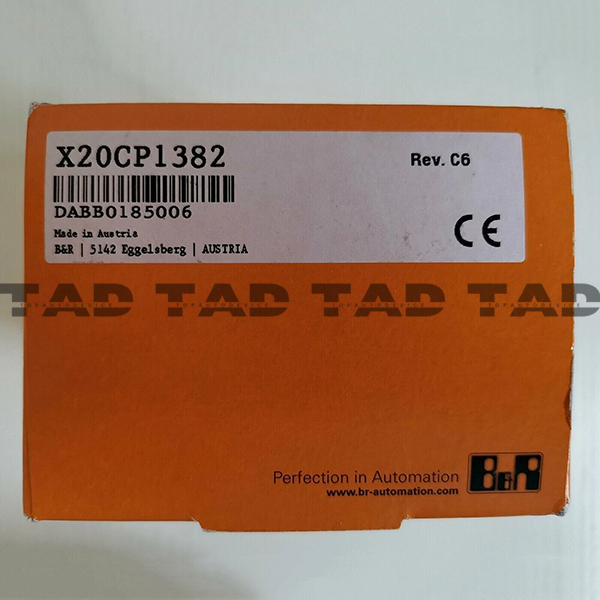 X20CP1382
Rev. C6
DABB0185006
Made in Austria
B&R | 5142 Eggelsberg | AUSTRIA
CE
TAD TAD TAD TAD
Perfection in Automation
www.br-automation.com
B&R